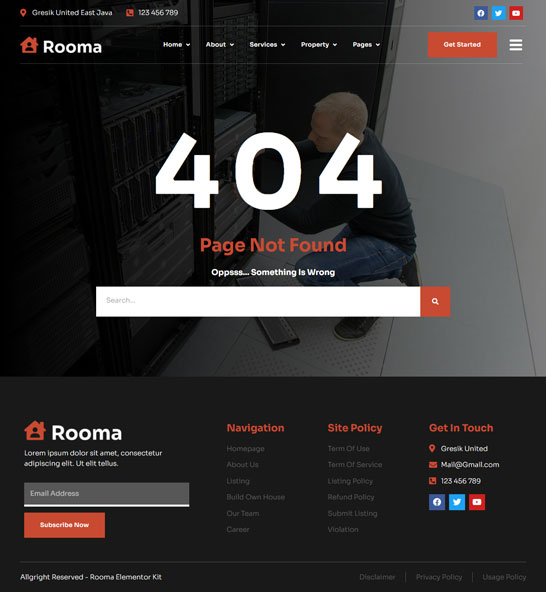 Gresik United East Java 123 456 789
Rooma Home About Services Property Pages Get Started
404
Page Not Found
Oppsss... Something Is Wrong
Search...
Rooma
Lorem ipsum dolor sit amet, consectetur
adipiscing elit. Ut elit tellus.
Email Address
Subscribe Now
Navigation
Homepage
About Us
Listing
Build Own House
Our Team
Career
Site Policy
Term Of Use
Term Of Service
Listing Policy
Refund Policy
Submit Listing
Violation
Get In Touch
Gresik United
Mail@Gmail.com
123 456 789
Allgright Reserved - Rooma Elementor Kit
Disclaimer Privacy Policy Usage Policy